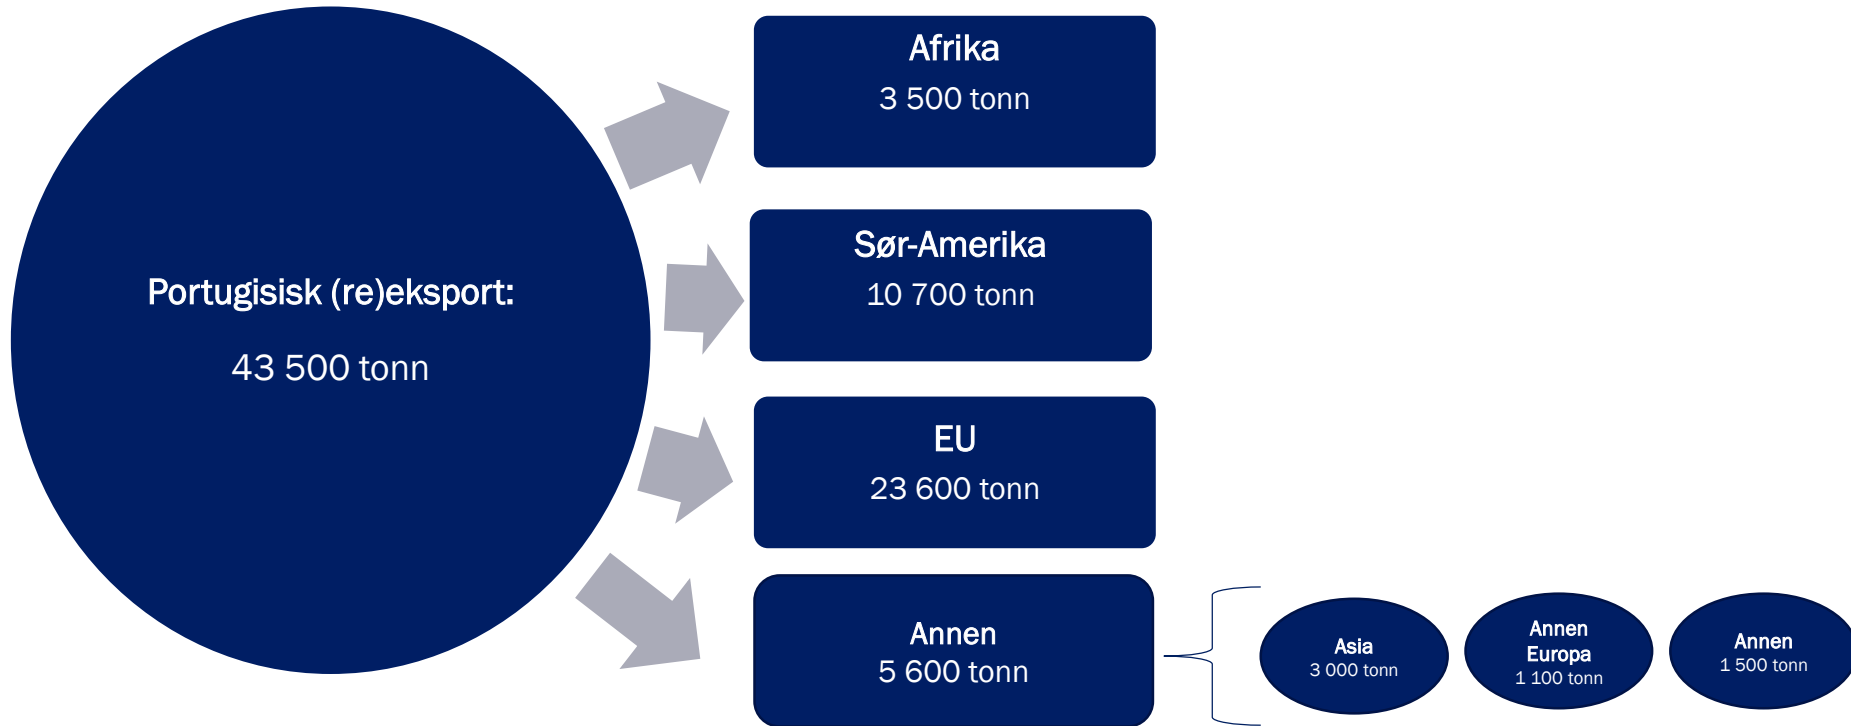 Portugisisk (re)eksport:
43 500 tonn
Afrika
3 500 tonn
Sør-Amerika
10 700 tonn
EU
23 600 tonn
Annen
5 600 tonn
Asia
3 000 tonn
Annen
Europa
1 100 tonn
Annen
1 500 tonn